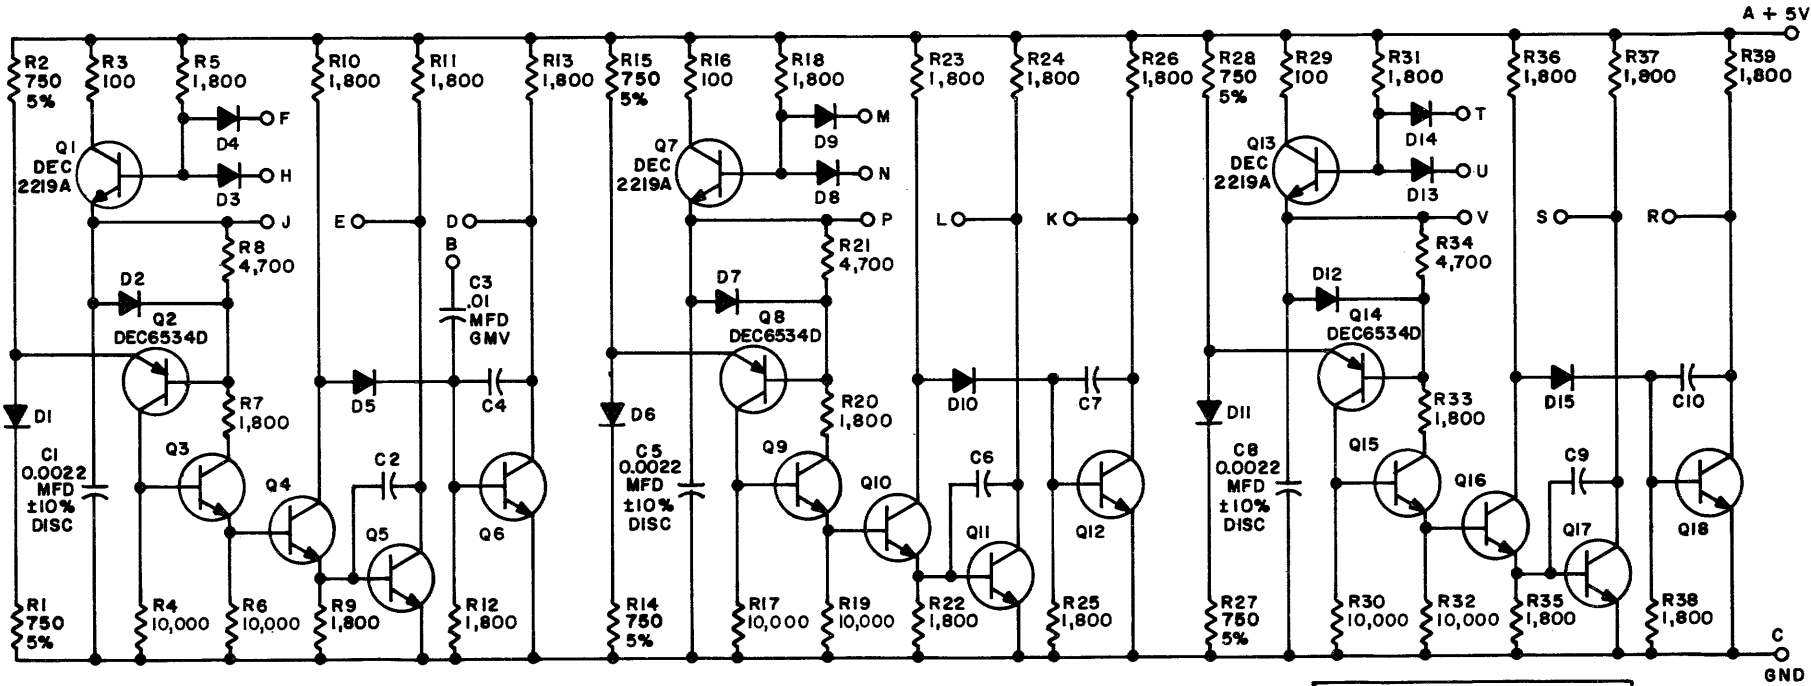 A + 5V
R2
750
5%
R3
100
R5
1,800
R10
1,800
R11
1,800
R13
1,800
R15
750
5%
R16
100
R18
1,800
R23
1,800
R24
1,800
R26
1,800
R28
750
5%
R29
100
R31
1,800
R36
1,800
R37
1,800
R39
1,800
F
D4
Q1
DEC
2219A
H
D3
J
E
D
B
R8
4,700
D2
Q2
DEC6534D
C3
.01
MFD
GMV
D1
R7
1,800
D5
C4
C1
0.0022
MFD
±10%
DISC
Q3
Q4
C2
Q5
Q6
R1
750
5%
R4
10,000
R6
10,000
R9
1,800
R12
1,800
M
D9
Q7
DEC
2219A
N
D8
P
L
K
R21
4,700
D7
Q8
DEC6534D
D6
R20
1,800
D10
C7
C5
0.0022
MFD
±10%
DISC
Q9
Q10
C6
Q11
Q12
R14
750
5%
R17
10,000
R19
10,000
R22
1,800
R25
1,800
T
D14
Q13
DEC
2219A
U
D13
V
S
R
R34
4,700
D12
Q14
DEC6534D
D11
R33
1,800
D15
C10
C8
0.0022
MFD
±10%
DISC
Q15
Q16
C9
Q17
Q18
R27
750
5%
R30
10,000
R32
10,000
R35
1,800
R38
1,800
C
GND